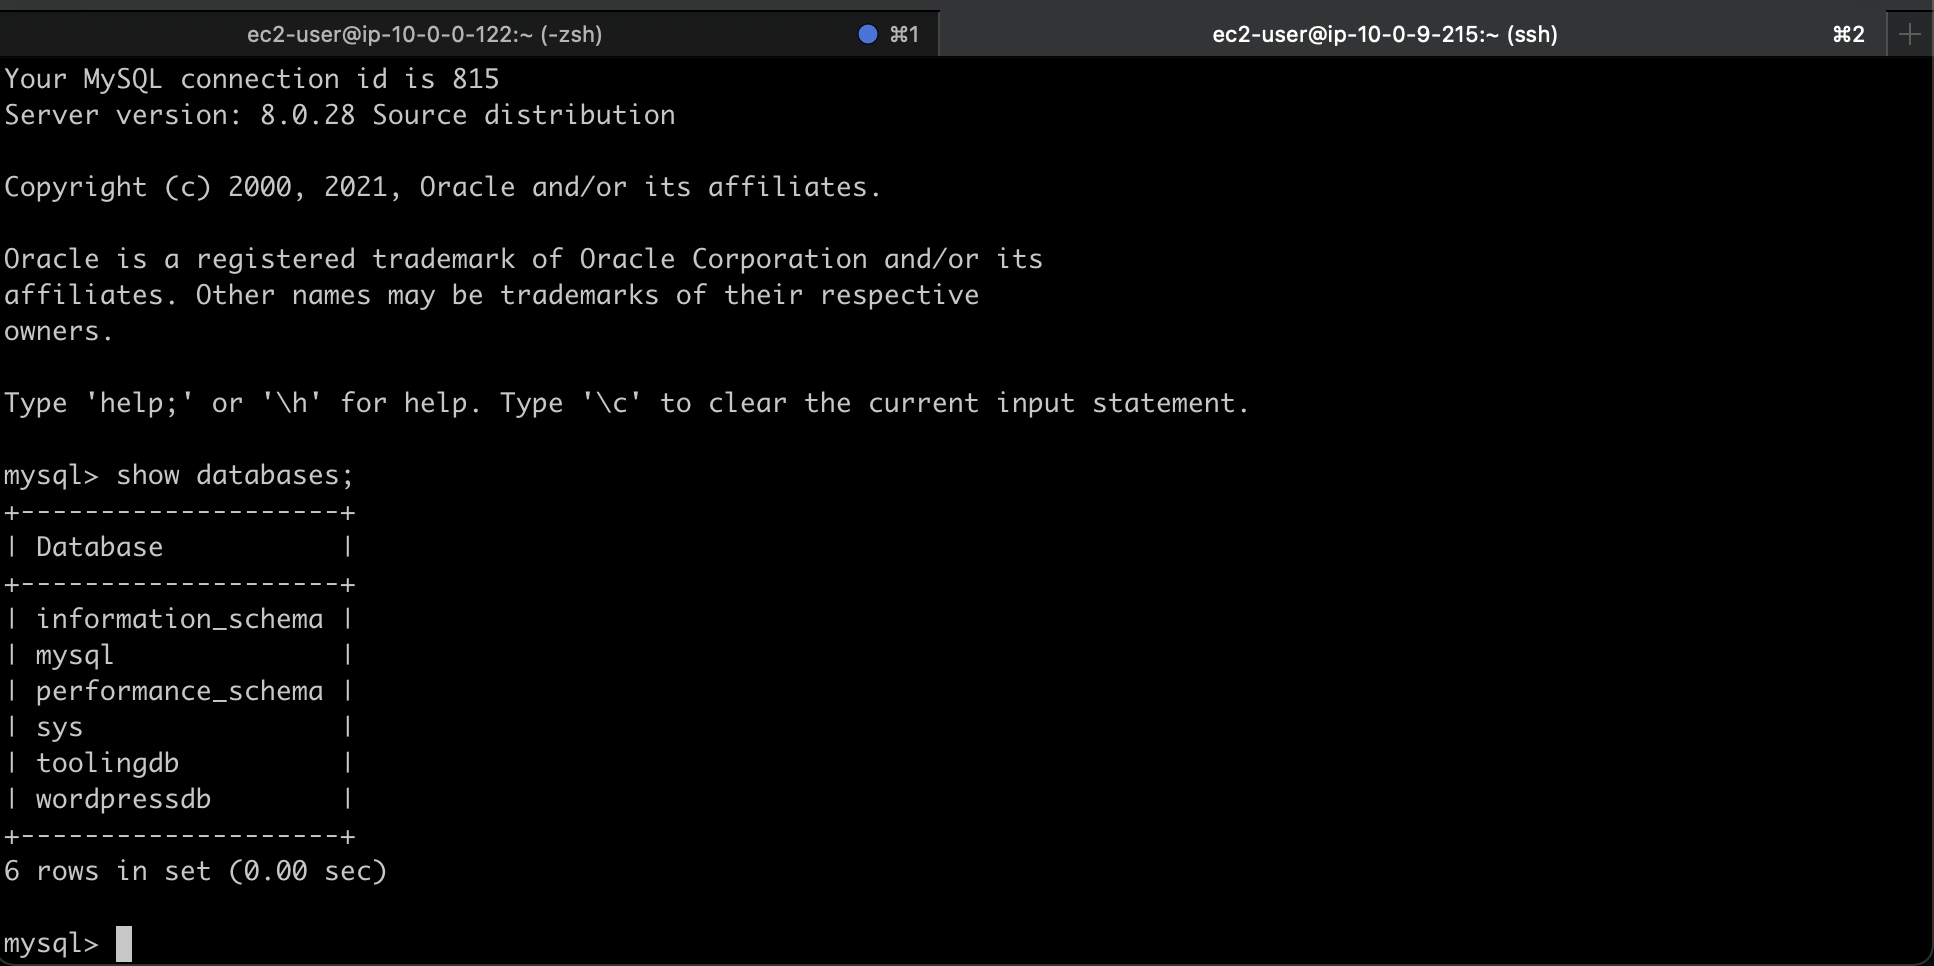 ec2-user@ip-10-0-0-122:~ (-zsh) ⌘1 ec2-user@ip-10-0-9-215:~ (ssh) ⌘2 +
Your MySQL connection id is 815
Server version: 8.0.28 Source distribution

Copyright (c) 2000, 2021, Oracle and/or its affiliates.

Oracle is a registered trademark of Oracle Corporation and/or its
affiliates. Other names may be trademarks of their respective
owners.

Type 'help;' or '\h' for help. Type '\c' to clear the current input statement.

mysql> show databases;
+--------------------+
| Database           |
+--------------------+
| information_schema |
| mysql              |
| performance_schema |
| sys                |
| toolingdb          |
| wordpressdb        |
+--------------------+
6 rows in set (0.00 sec)

mysql>